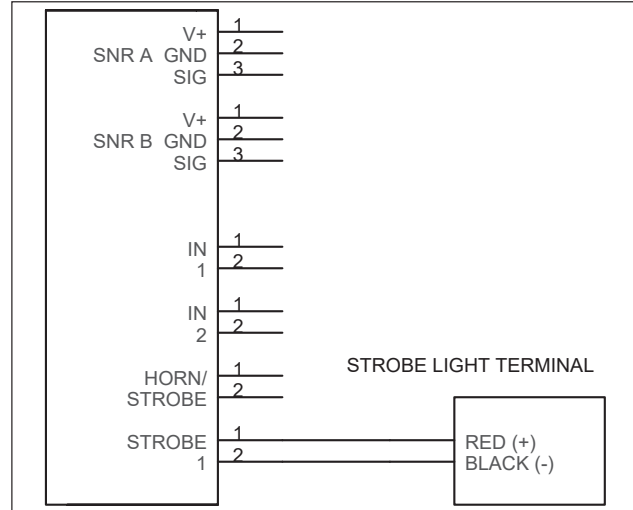 V+ 1
SNR A GND 2
SIG 3
V+ 1
SNR B GND 2
SIG 3
IN 1
1 2
IN 1
2 2
HORN/ 1
STROBE 2
STROBE LIGHT TERMINAL
STROBE 1
1 2
RED (+)
BLACK (-)